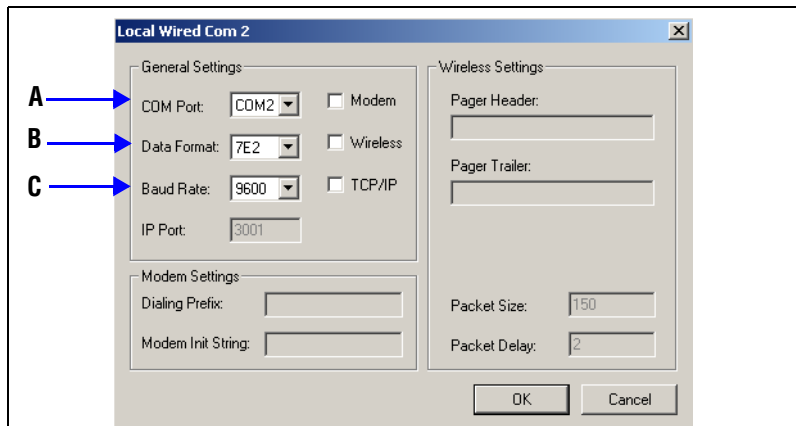 Local Wired Com 2
General Settings
A
COM Port: COM2 Modem
B
Data Format: 7E2 Wireless
C
Baud Rate: 9600 TCP/IP
IP Port: 3001
Modem Settings
Dialing Prefix:
Modem Init String:
Wireless Settings
Pager Header:
Pager Trailer:
Packet Size: 150
Packet Delay: 2
OK Cancel